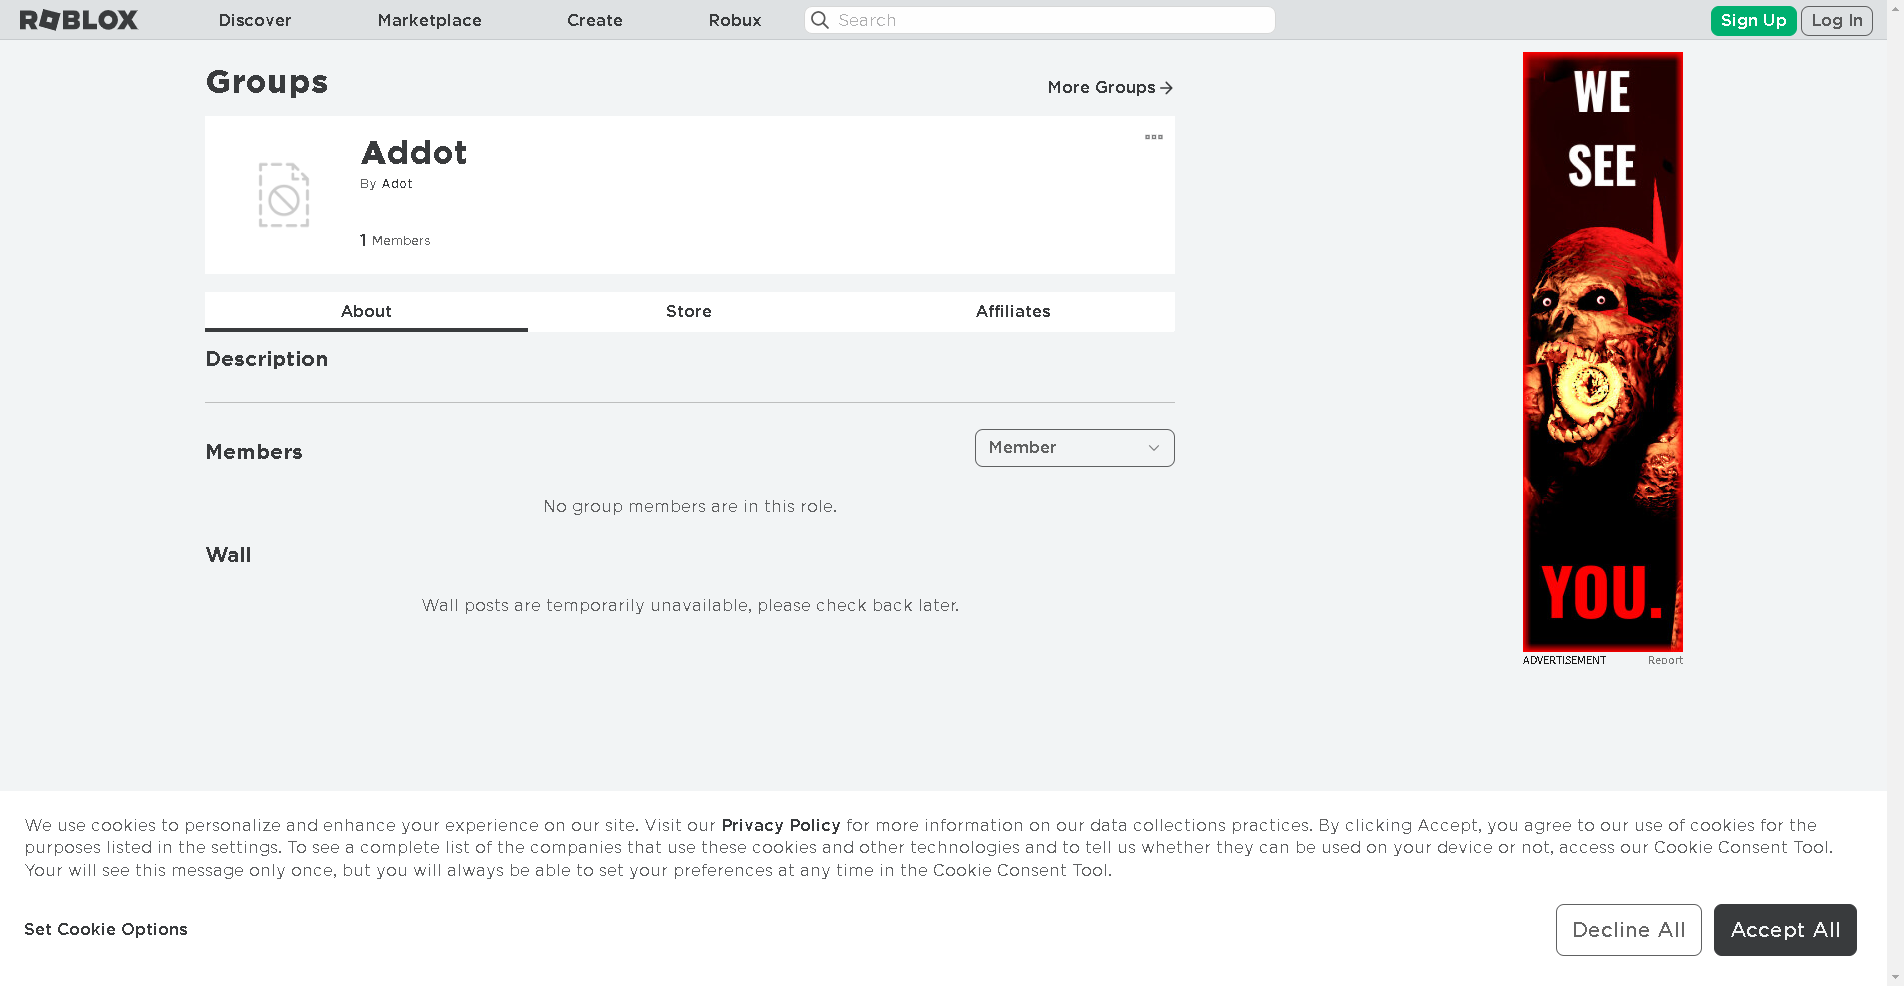 ROBLOX
Discover
Marketplace
Create
Robux
Search
Sign Up
Log In
Groups
More Groups
Addot
By Adot
1 Members
About
Store
Affiliates
Description
Members
Member
No group members are in this role.
Wall
Wall posts are temporarily unavailable, please check back later.
WE
SEE
YOU.
ADVERTISEMENT
Report
We use cookies to personalize and enhance your experience on our site. Visit our Privacy Policy for more information on our data collections practices. By clicking Accept, you agree to our use of cookies for the
purposes listed in the settings. To see a complete list of the companies that use these cookies and other technologies and to tell us whether they can be used on your device or not, access our Cookie Consent Tool.
Your will see this message only once, but you will always be able to set your preferences at any time in the Cookie Consent Tool.
Set Cookie Options
Decline All
Accept All